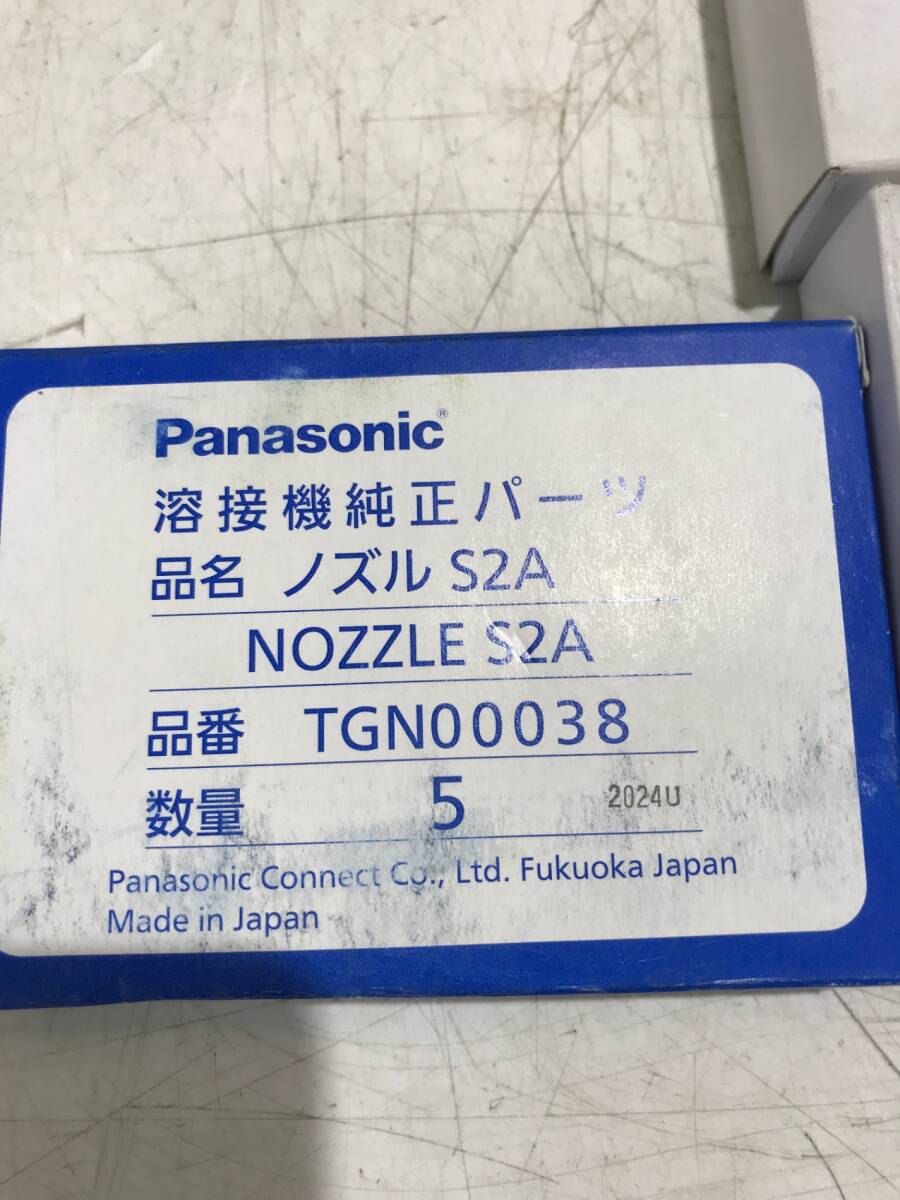 Panasonic®
溶接機純正パーツ
品名 ノズル S2A
NOZZLE S2A
品番 TGN00038
数量 5 2024U
Panasonic Connect Co., Ltd. Fukuoka Japan
Made in Japan